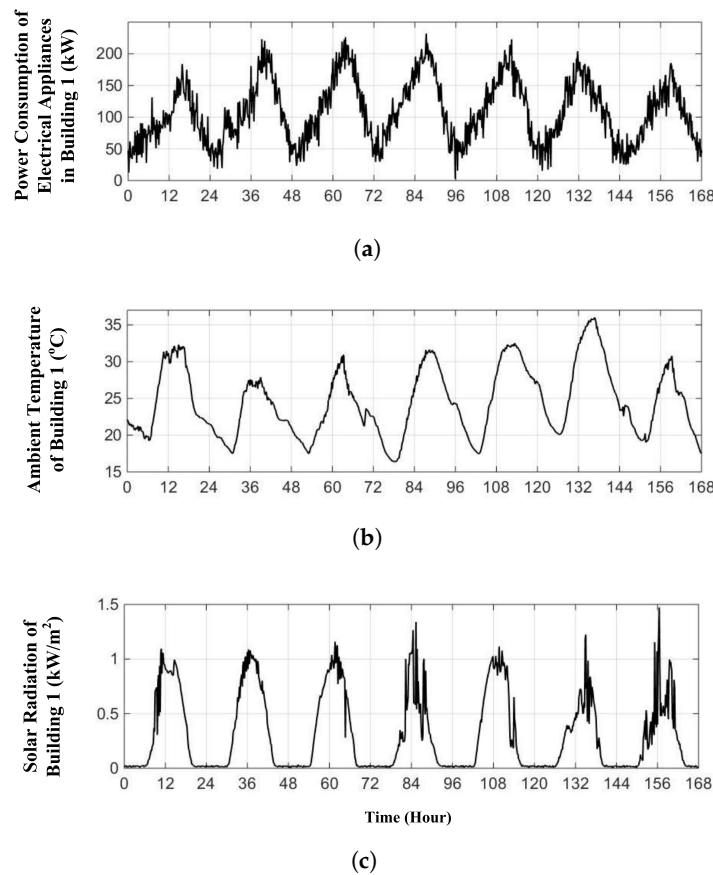 Power Consumption of
Electrical Appliances
in Building 1 (kW)
200
150
100
50
0
0 12 24 36 48 60 72 84 96 108 120 132 144 156 168
(a)
Ambient Temperature
of Building 1 (°C)
35
30
25
20
15
0 12 24 36 48 60 72 84 96 108 120 132 144 156 168
(b)
Solar Radiation of
Building 1 (kW/m²)
1.5
1
0.5
0
0 12 24 36 48 60 72 84 96 108 120 132 144 156 168
Time (Hour)
(c)